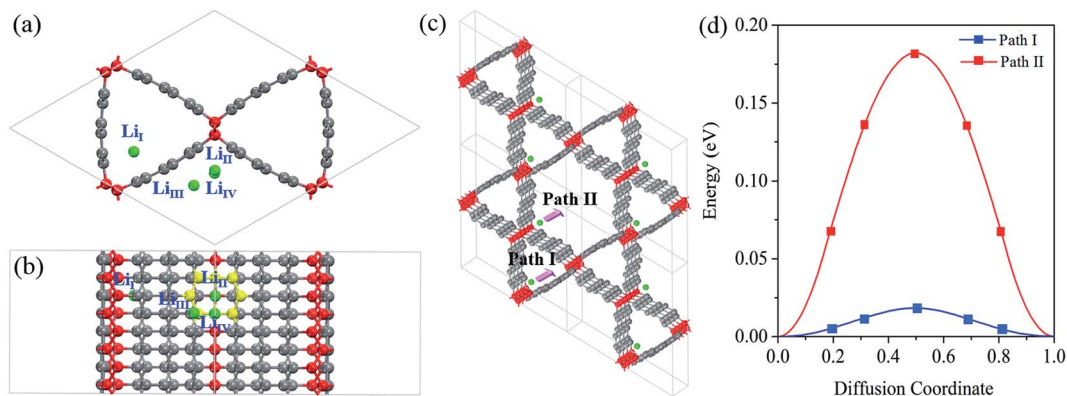 (a)
Li_I
Li_II
Li_III
Li_IV
(b)
Li_I
Li_II
Li_III
Li_IV
(c)
Path II
Path I
(d)
Path I
Path II
Energy (eV)
0.20
0.15
0.10
0.05
0.00
0.0 0.2 0.4 0.6 0.8 1.0
Diffusion Coordinate